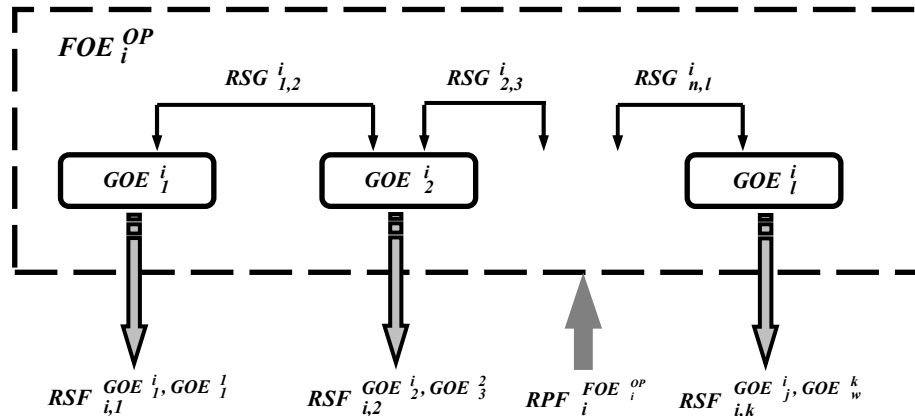 FOE i OP
RSG i 1,2
RSG i 2,3
RSG i n,l
GOE i 1
GOE i 2
GOE i l
RSF i,1 GOE i 1, GOE 1 1
RSF i,2 GOE i 2, GOE 2 3
RPF i FOE OP i
RSF i,k GOE i j, GOE k w